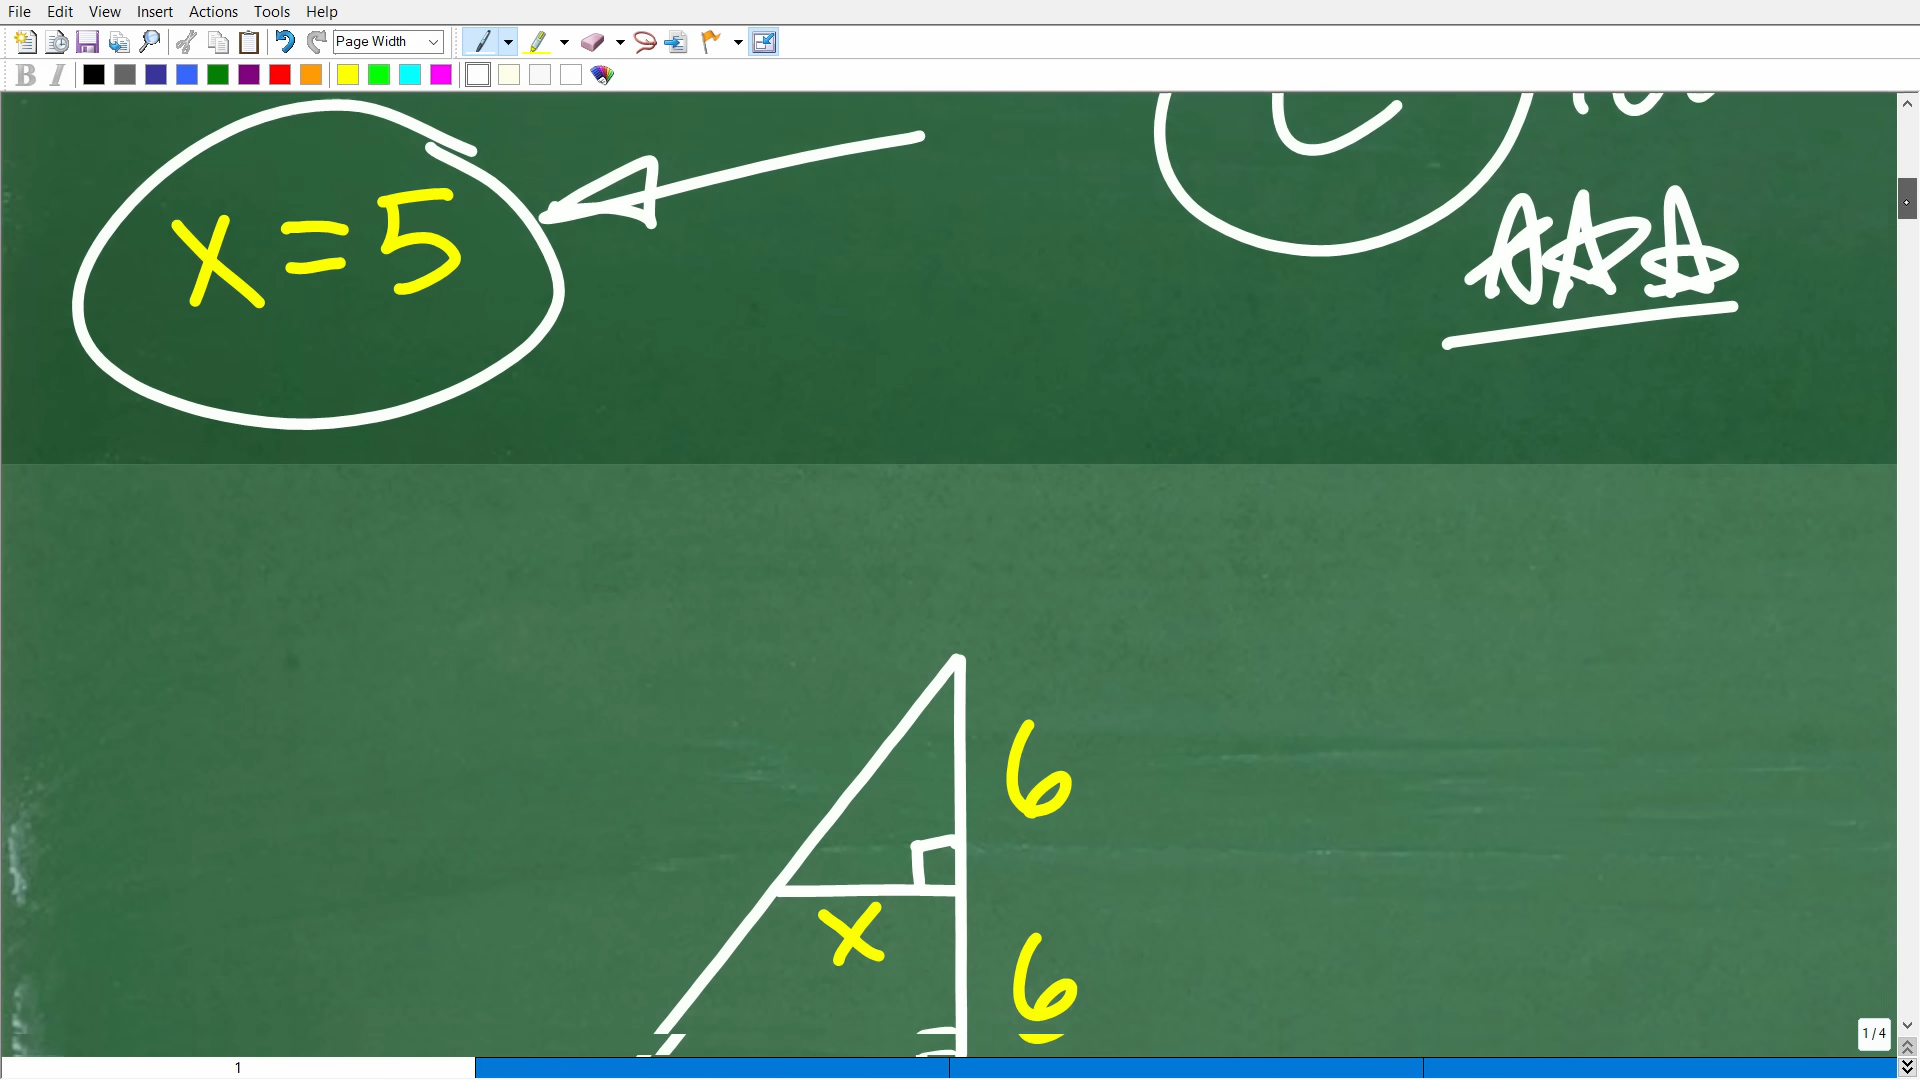 File Edit View Insert Actions Tools Help
Page Width
B I
x = 5
6
x
6
1 / 4
1